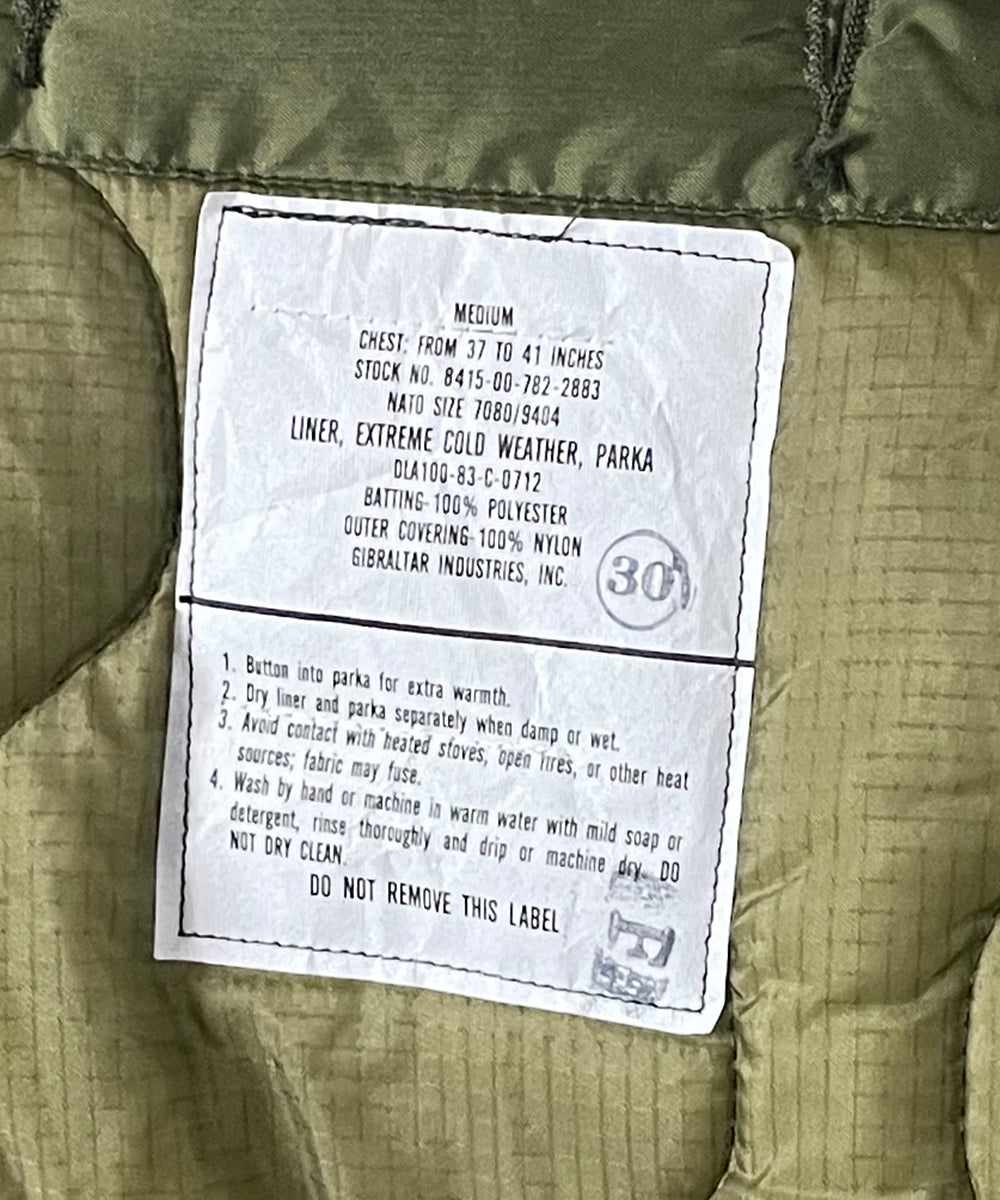 MEDIUM
CHEST: FROM 37 TO 41 INCHES
STOCK NO. 8415-00-782-2883
NATO SIZE 7080/9404
LINER, EXTREME COLD WEATHER, PARKA
DLA100-83-C-0712
BATTING-100% POLYESTER
OUTER COVERING-100% NYLON
GIBRALTAR INDUSTRIES, INC.
30
1. Button into parka for extra warmth.
2. Dry liner and parka separately when damp or wet.
3. Avoid contact with heated stoves, open fires, or other heat
sources; fabric may fuse.
4. Wash by hand or machine in warm water with mild soap or
detergent, rinse thoroughly and drip or machine dry. DO
NOT DRY CLEAN.
DO NOT REMOVE THIS LABEL
F